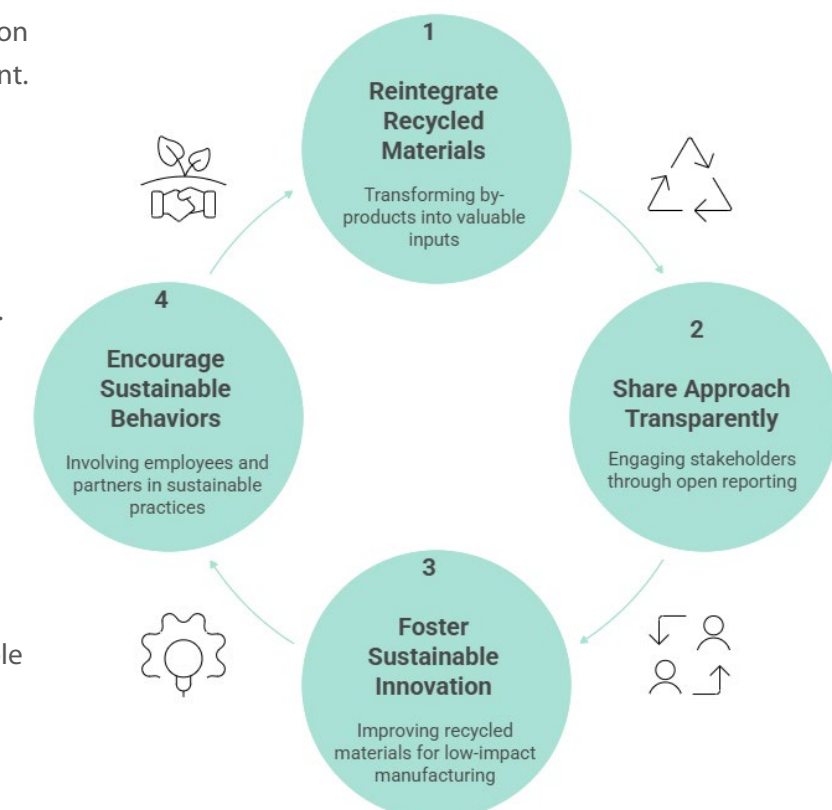 on
nt.
1
Reintegrate
Recycled
Materials
Transforming by-
products into valuable
inputs
4
Encourage
Sustainable
Behaviors
Involving employees and
partners in sustainable
practices
.
2
Share Approach
Transparently
Engaging stakeholders
through open reporting
3
Foster
Sustainable
Innovation
Improving recycled
materials for low-impact
manufacturing
le